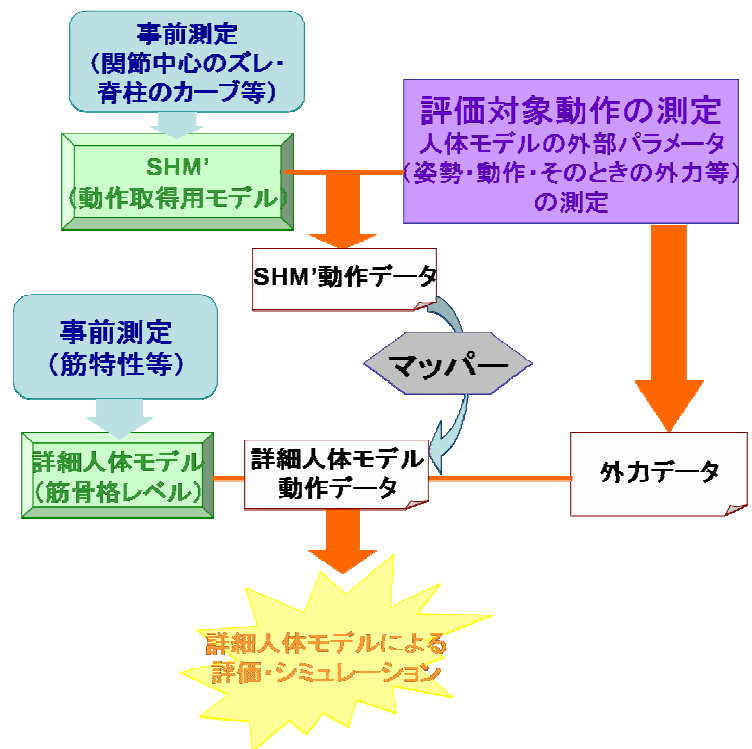 事前測定
(関節中心のズレ・
脊柱のカーブ等)
評価対象動作の測定
人体モデルの外部パラメータ
(姿勢・動作・そのときの外力等)
の測定
SHM’
(動作取得用モデル)
SHM’動作データ
事前測定
(筋特性等)
マッパー
詳細人体モデル
(筋骨格レベル)
詳細人体モデル
動作データ
外力データ
詳細人体モデルによる
評価・シミュレーション